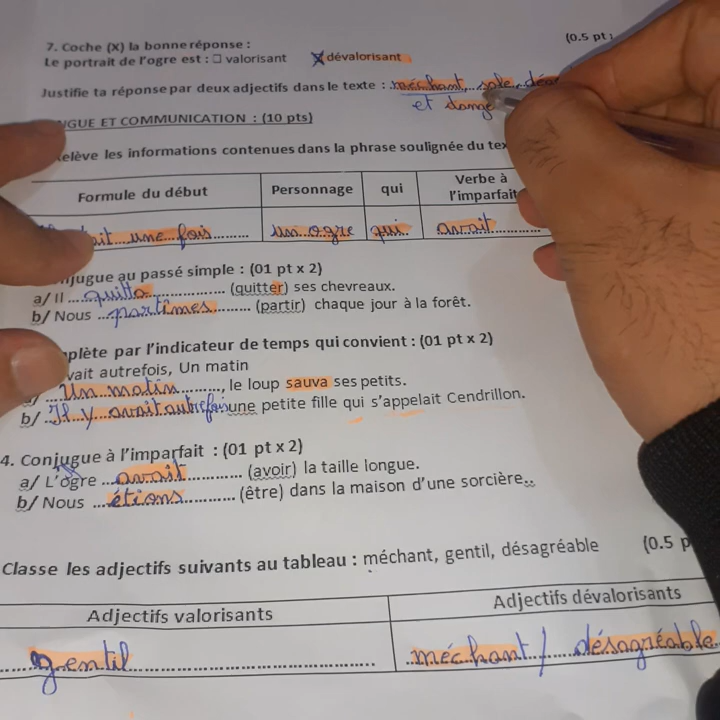 7. Coche (X) la bonne réponse : (0.5 pt
Le portrait de l'ogre est : □ valorisant ☒ dévalorisant
Justifie ta réponse par deux adjectifs dans le texte : méchant, sale,
et
GUE ET COMMUNICATION : (10 pts)
elève les informations contenues dans la phrase soulignée du
Formule du début Personnage qui Verbe à l'imparfait
ait une fois un ogre qui avait
njugue au passé simple : (01 pt x 2)
a/ Il quitta (quitter) ses chevreaux.
b/ Nous partîmes (partir) chaque jour à la forêt.
plète par l'indicateur de temps qui convient : (01 pt x 2)
vait autrefois, Un matin
Un matin, le loup sauva ses petits.
b/ Il y avait autrefois une petite fille qui s'appelait Cendrillon.
4. Conjugue à l'imparfait : (01 pt x 2)
a/ L'ogre avait (avoir) la taille longue.
b/ Nous étions (être) dans la maison d'une sorcière..
Classe les adjectifs suivants au tableau : méchant, gentil, désagréable (0.5 p
Adjectifs valorisants Adjectifs dévalorisants
gentil méchant / désagréable